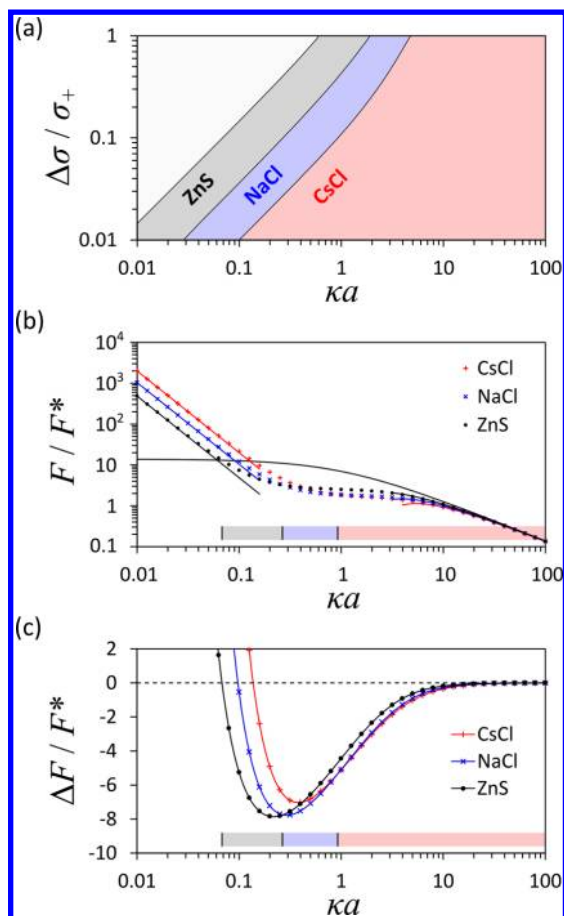 (a)
Δσ / σ₊
1
0.1
0.01
ZnS
NaCl
CsCl
0.01 0.1 1 10 100
κa
(b)
F / F*
10⁴
10³
10²
10
1
0.1
CsCl
NaCl
ZnS
0.01 0.1 1 10 100
κa
(c)
ΔF / F*
2
0
-2
-4
-6
-8
-10
CsCl
NaCl
ZnS
0.01 0.1 1 10 100
κa